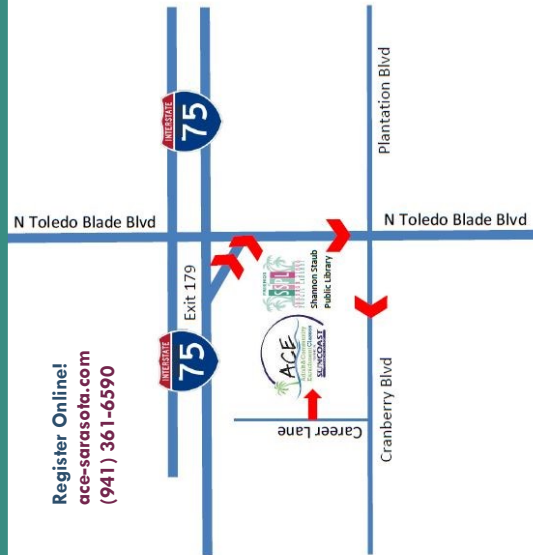 Register Online!
ace-sarasota.com
(941) 361-6590
INTERSTATE
75
INTERSTATE
75
Exit 179
N Toledo Blade Blvd
N Toledo Blade Blvd
ACE
SUNCOAST
Shannon Staub
Public Library
Career Lane
Cranberry Blvd
Plantation Blvd